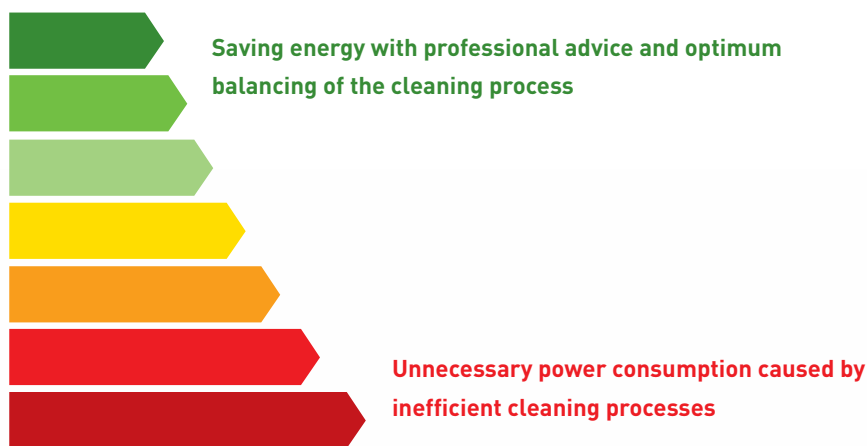 Saving energy with professional advice and optimum
balancing of the cleaning process
Unnecessary power consumption caused by
inefficient cleaning processes